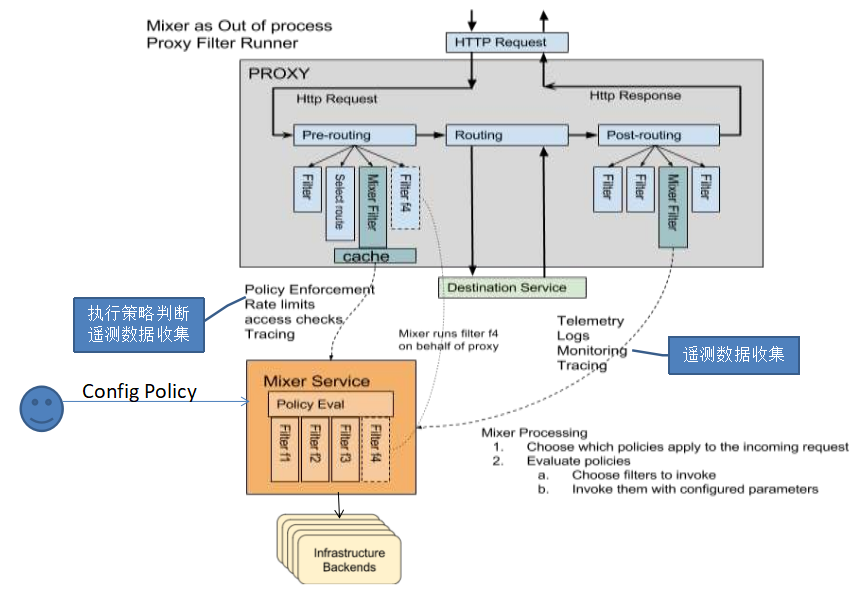 Mixer as Out of process
Proxy Filter Runner
HTTP Request
PROXY
Http Request
Http Response
Pre-routing
Routing
Post-routing
Filter
Select route
Mixer Filter
Filter f4
Filter
Filter
Mixer Filter
Filter
cache
Destination Service
Policy Enforcement
Rate limits
access checks,
Tracing
执行策略判断
遥测数据收集
Mixer runs filter f4
on behalf of proxy
Telemetry
Logs
Monitoring
Tracing
遥测数据收集
Config Policy
Mixer Service
Policy Eval
Filter f1
Filter f2
Filter f3
Filter f4
Mixer Processing
1. Choose which policies apply to the incoming request
2. Evaluate policies
a. Choose filters to invoke
b. Invoke them with configured parameters
Infrastructure
Backends